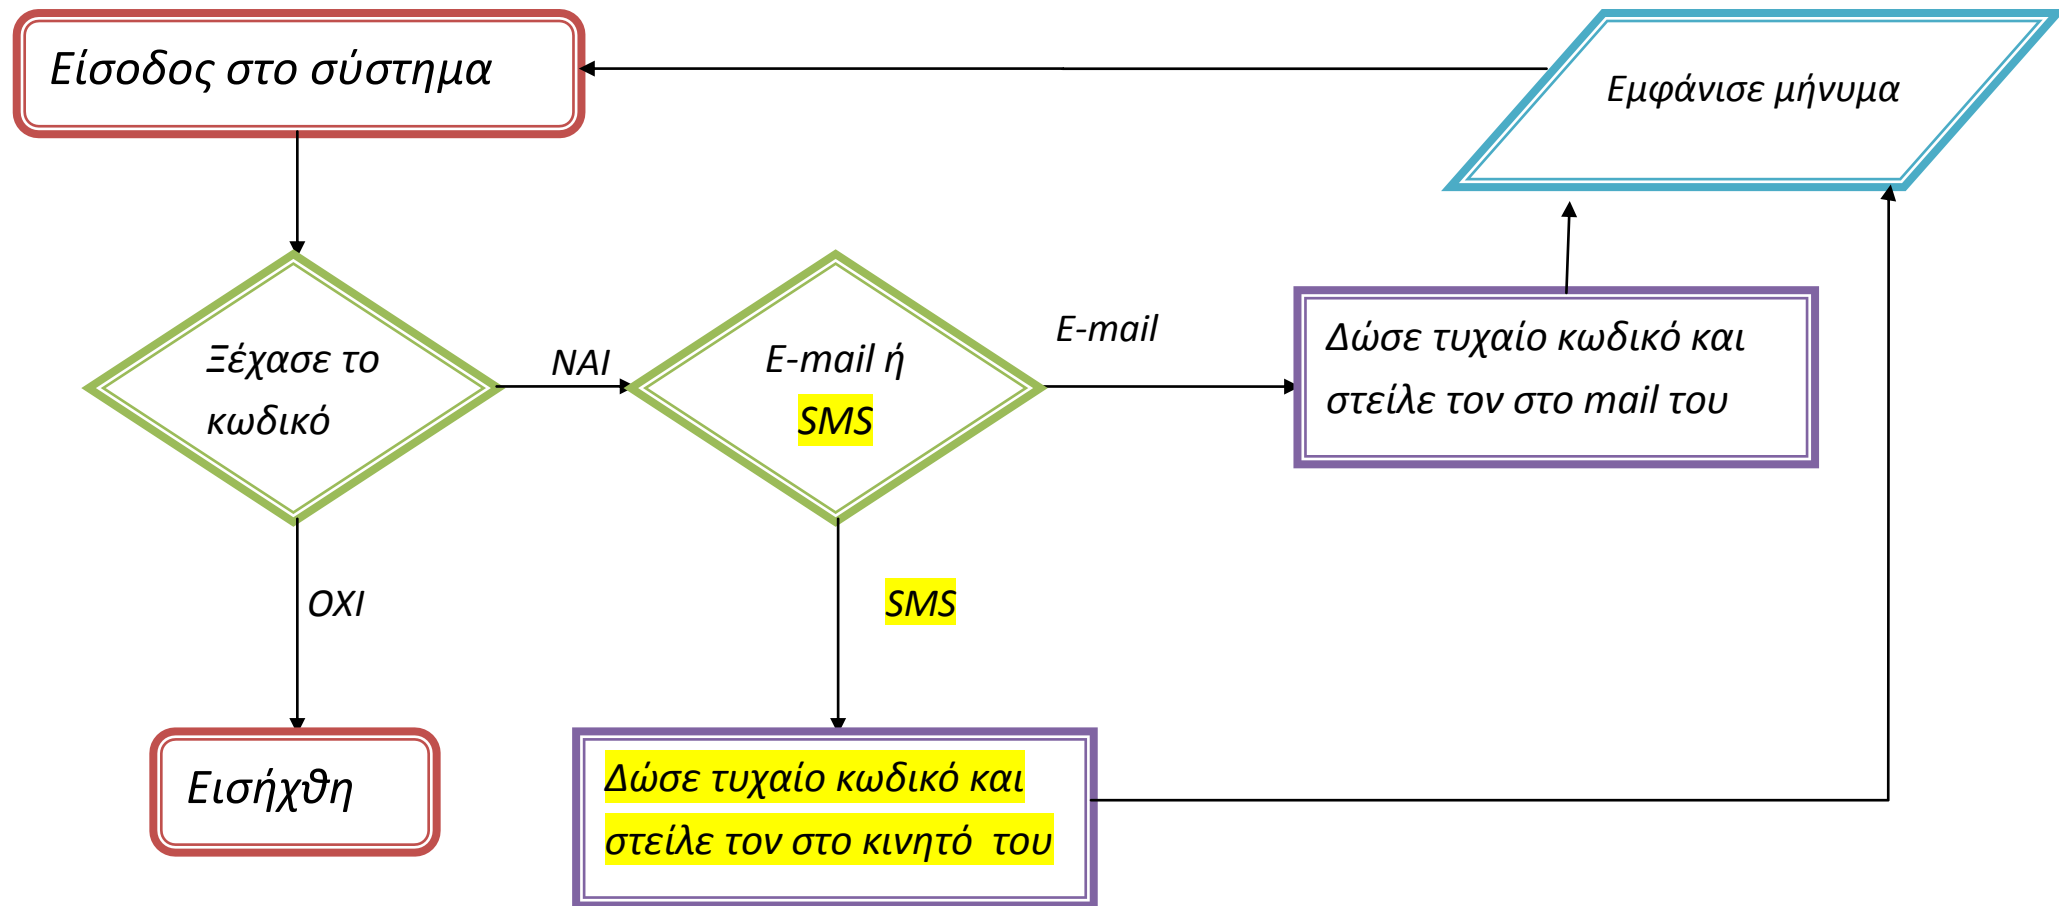 Είσοδος στο σύστημα
Εμφάνισε μήνυμα
Ξέχασε το
κωδικό
ΝΑΙ
E-mail ή
SMS
E-mail
Δώσε τυχαίο κωδικό και
στείλε τον στο mail του
ΟΧΙ
SMS
Εισήχθη
Δώσε τυχαίο κωδικό και
στείλε τον στο κινητό  του